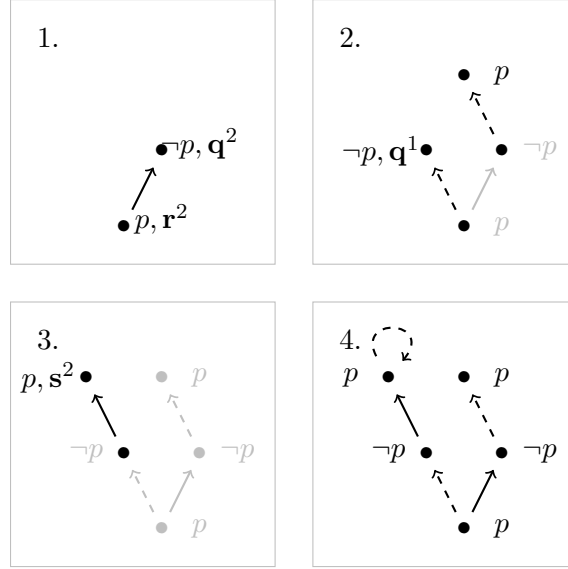 1.
¬p, q²
p, r²
2.
p
¬p, q¹
¬p
p
3.
p, s²
p
¬p
¬p
p
4.
p
p
¬p
¬p
p